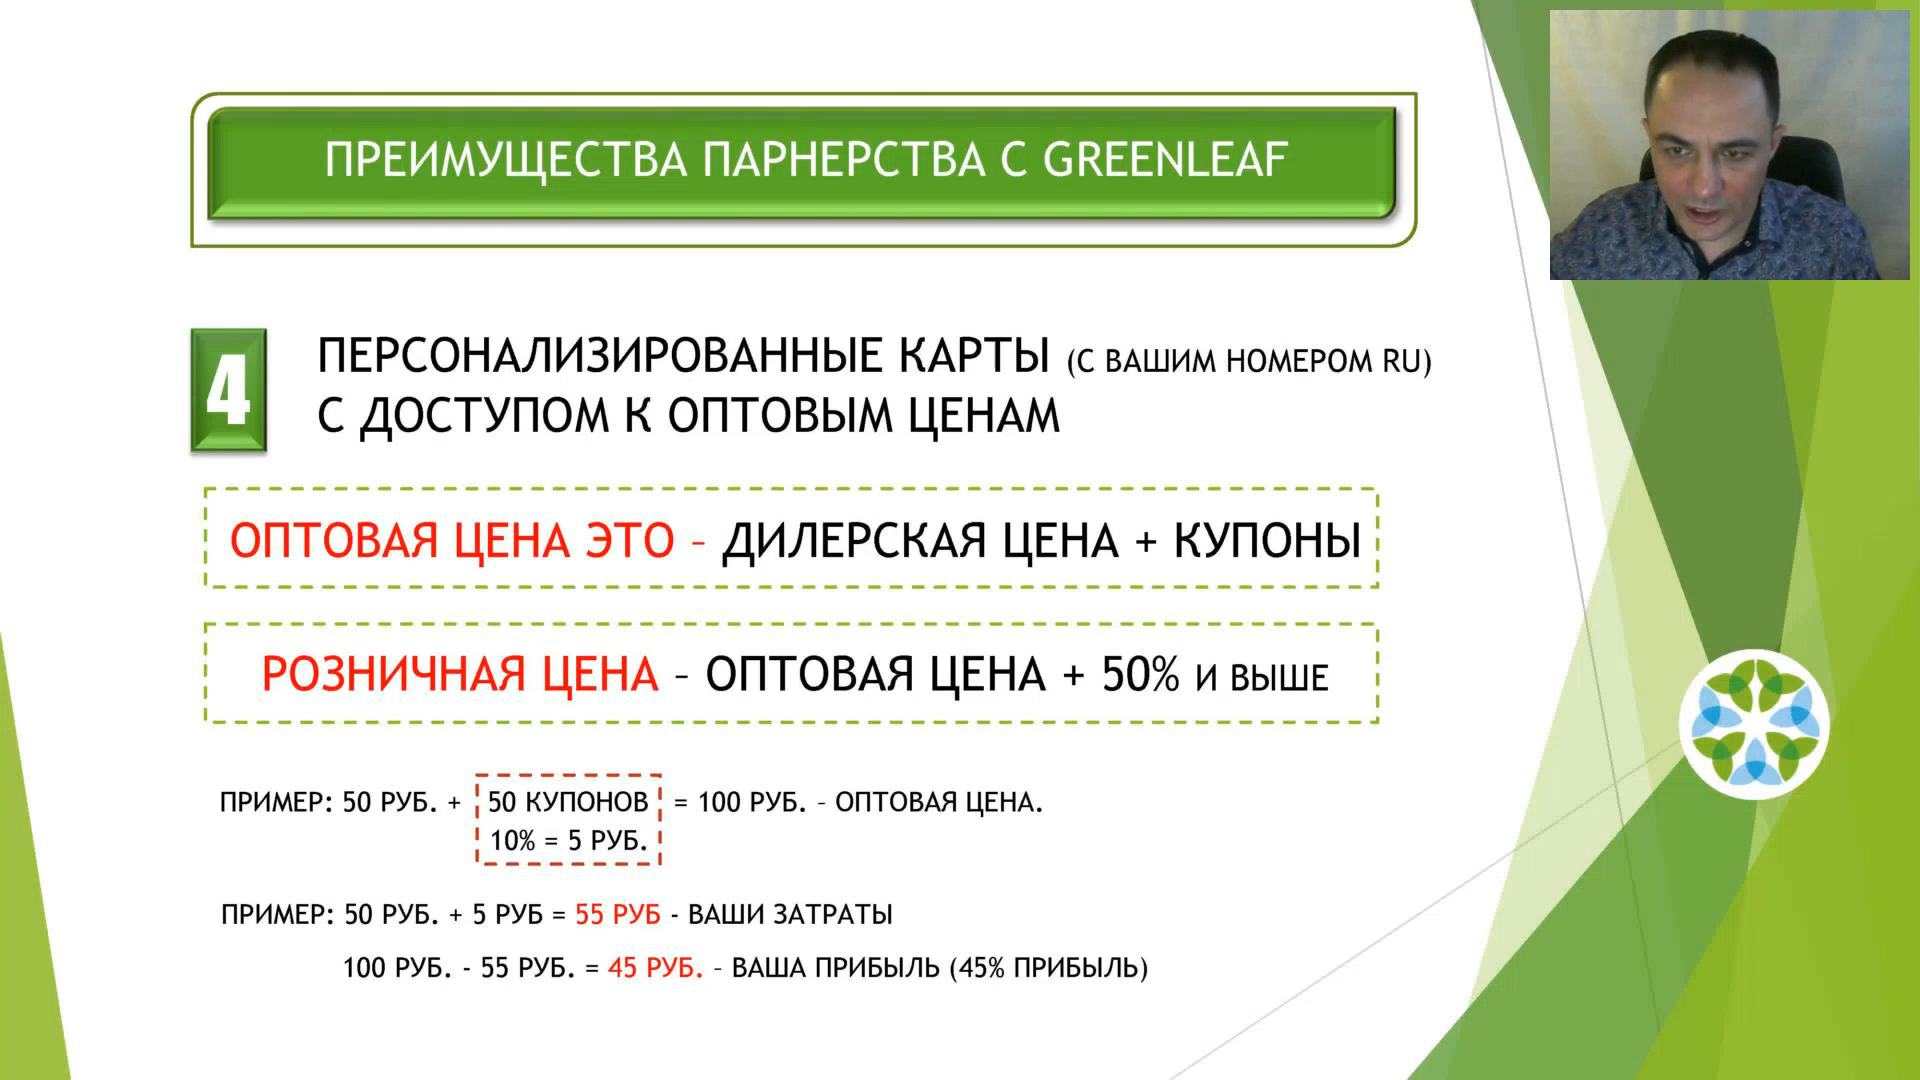 ПРЕИМУЩЕСТВА ПАРНЕРСТВА С GREENLEAF
4
ПЕРСОНАЛИЗИРОВАННЫЕ КАРТЫ (С ВАШИМ НОМЕРОМ RU)
С ДОСТУПОМ К ОПТОВЫМ ЦЕНАМ
ОПТОВАЯ ЦЕНА ЭТО – ДИЛЕРСКАЯ ЦЕНА + КУПОНЫ
РОЗНИЧНАЯ ЦЕНА – ОПТОВАЯ ЦЕНА + 50% И ВЫШЕ
ПРИМЕР: 50 РУБ. + 50 КУПОНОВ = 100 РУБ. – ОПТОВАЯ ЦЕНА.
10% = 5 РУБ.
ПРИМЕР: 50 РУБ. + 5 РУБ = 55 РУБ - ВАШИ ЗАТРАТЫ
100 РУБ. - 55 РУБ. = 45 РУБ. – ВАША ПРИБЫЛЬ (45% ПРИБЫЛЬ)